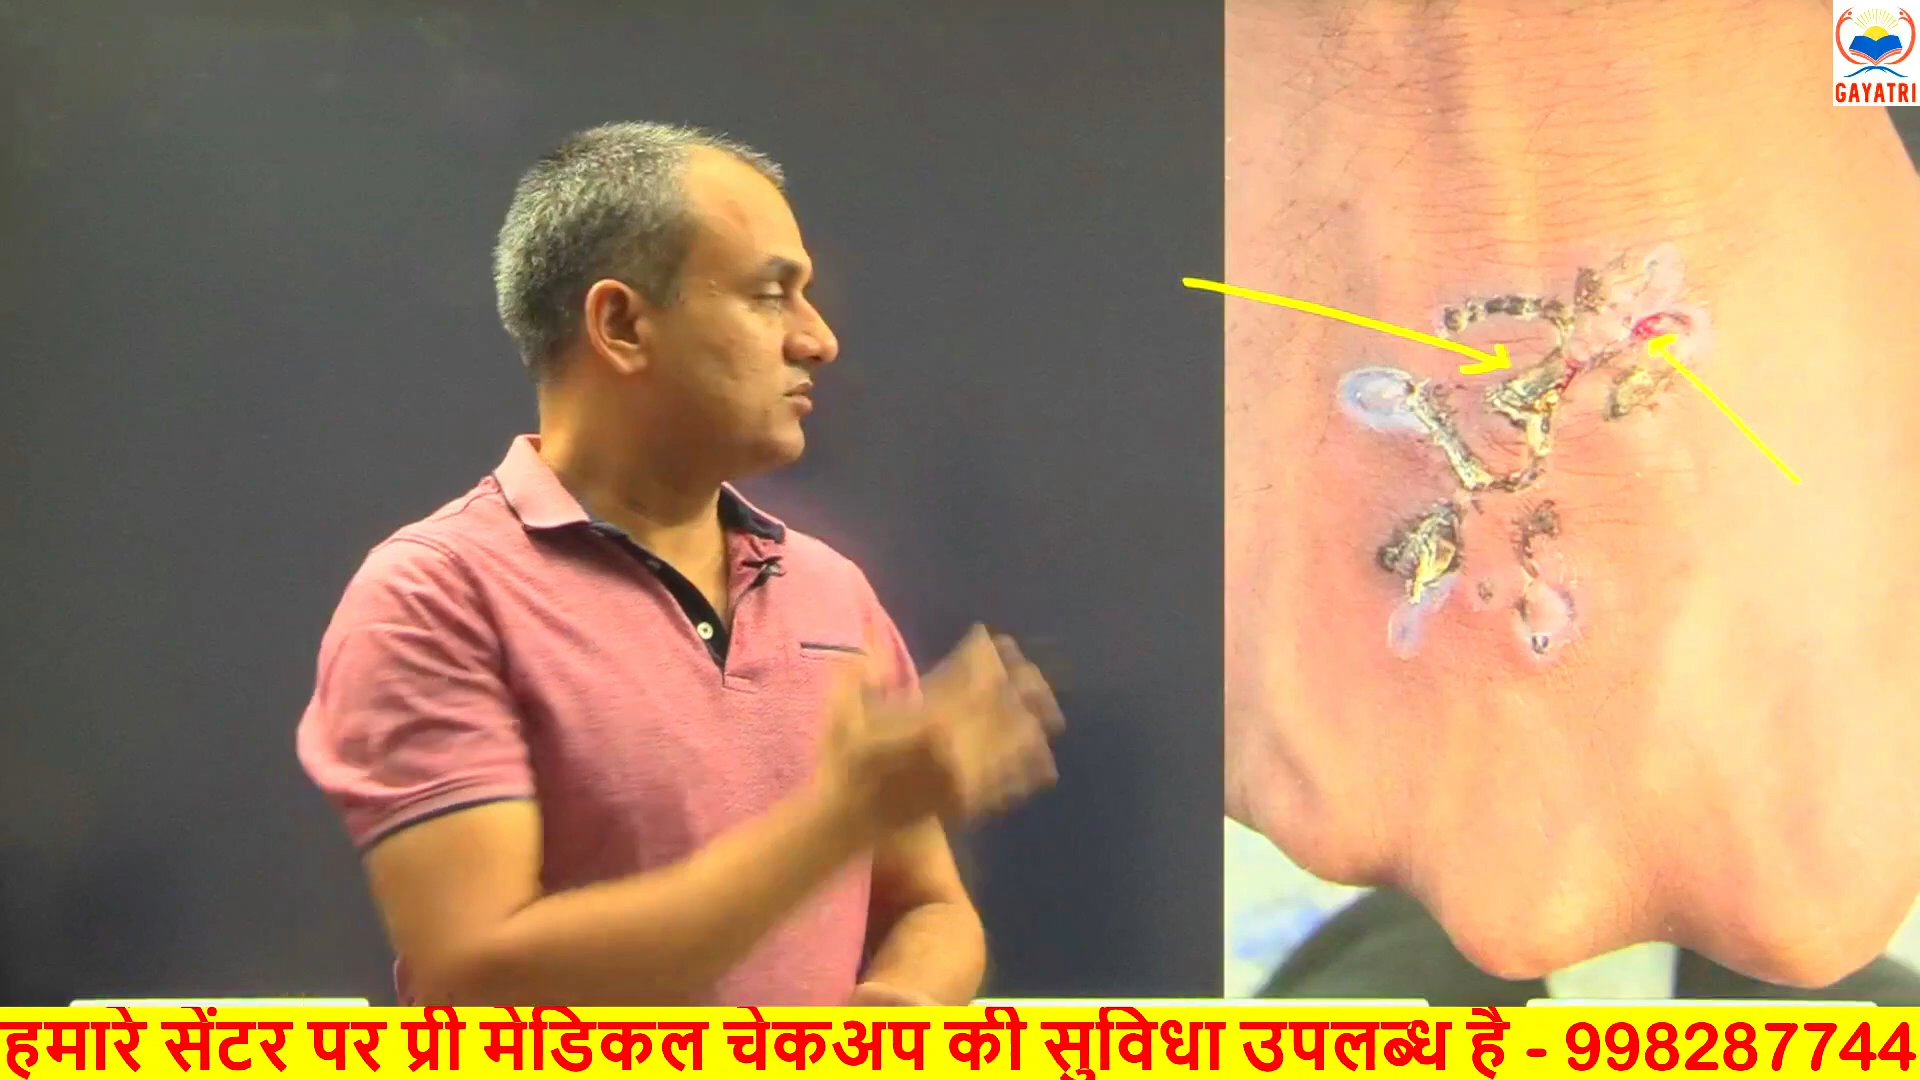 GAYATRI
हमारे सेंटर पर प्री मेडिकल चेकअप की सुविधा उपलब्ध है - 998287744